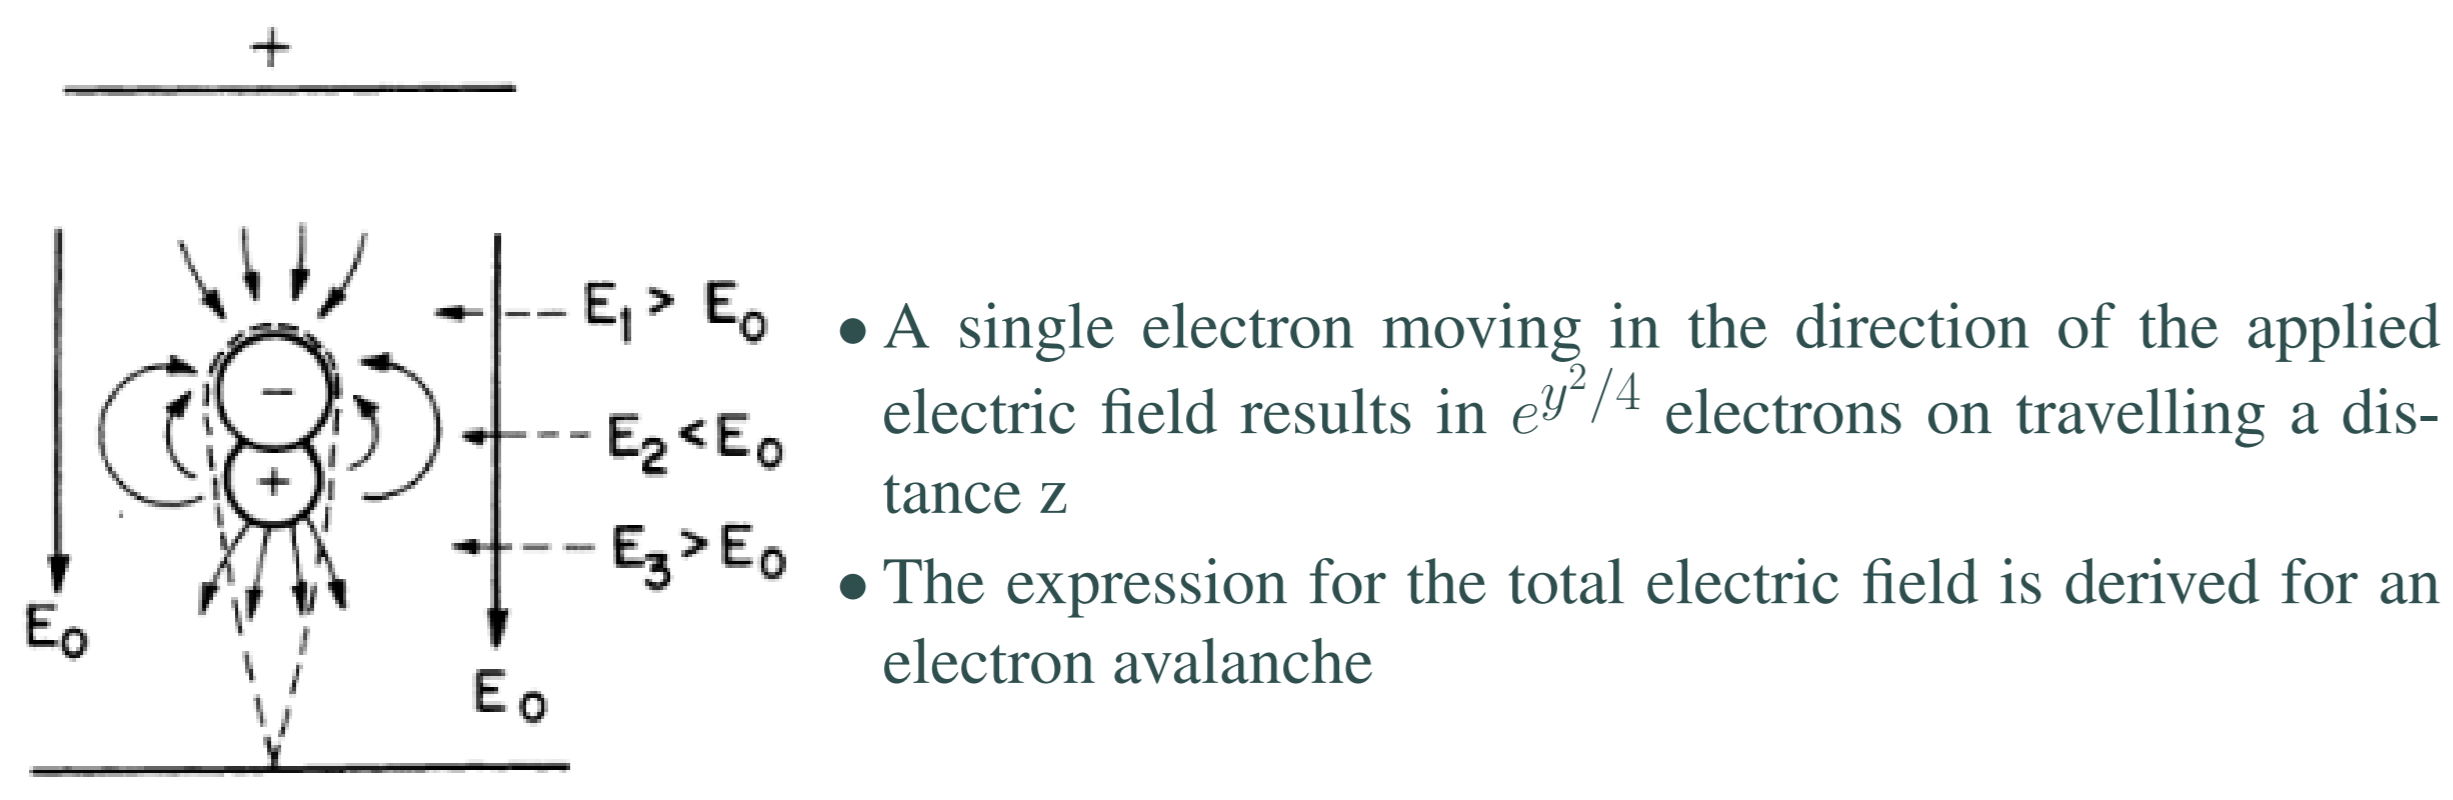 +
E₁ > E₀
−
E₂ < E₀
+
E₃ > E₀
E₀
E₀
• A single electron moving in the direction of the applied
electric field results in $e^{y^2/4}$ electrons on travelling a dis-
tance z
• The expression for the total electric field is derived for an
electron avalanche